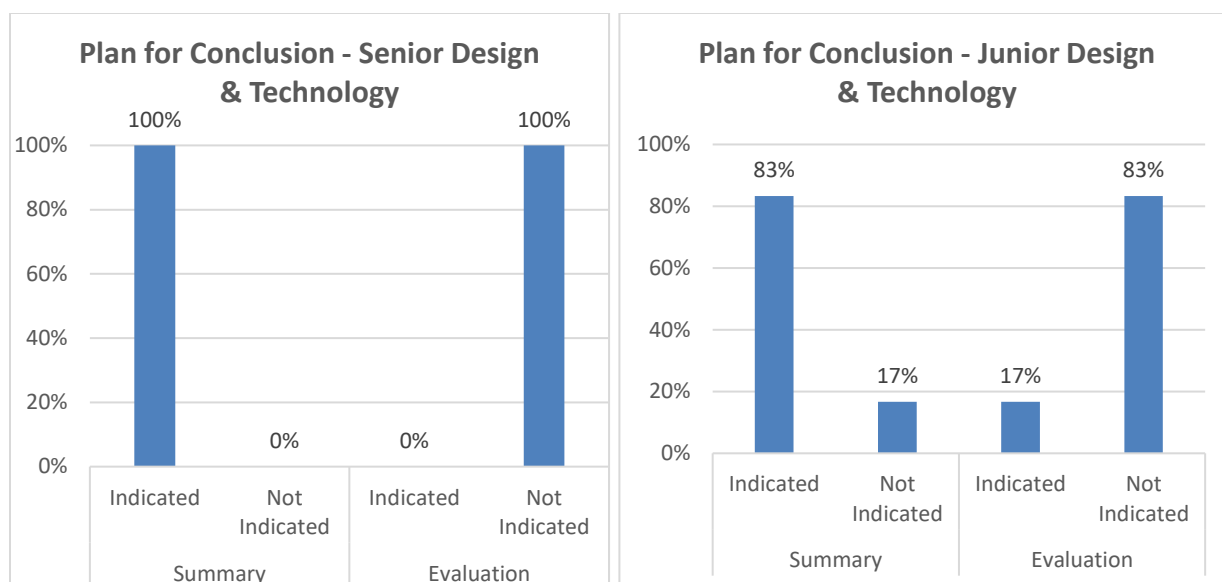 Plan for Conclusion - Senior Design
& Technology
100%
100%
100%
80%
60%
40%
20%
0%
0%
0%
Indicated
Not
Indicated
Indicated
Not
Indicated
Summary
Evaluation
Plan for Conclusion - Junior Design
& Technology
100%
80%
60%
40%
20%
0%
83%
17%
17%
83%
Indicated
Not
Indicated
Indicated
Not
Indicated
Summary
Evaluation